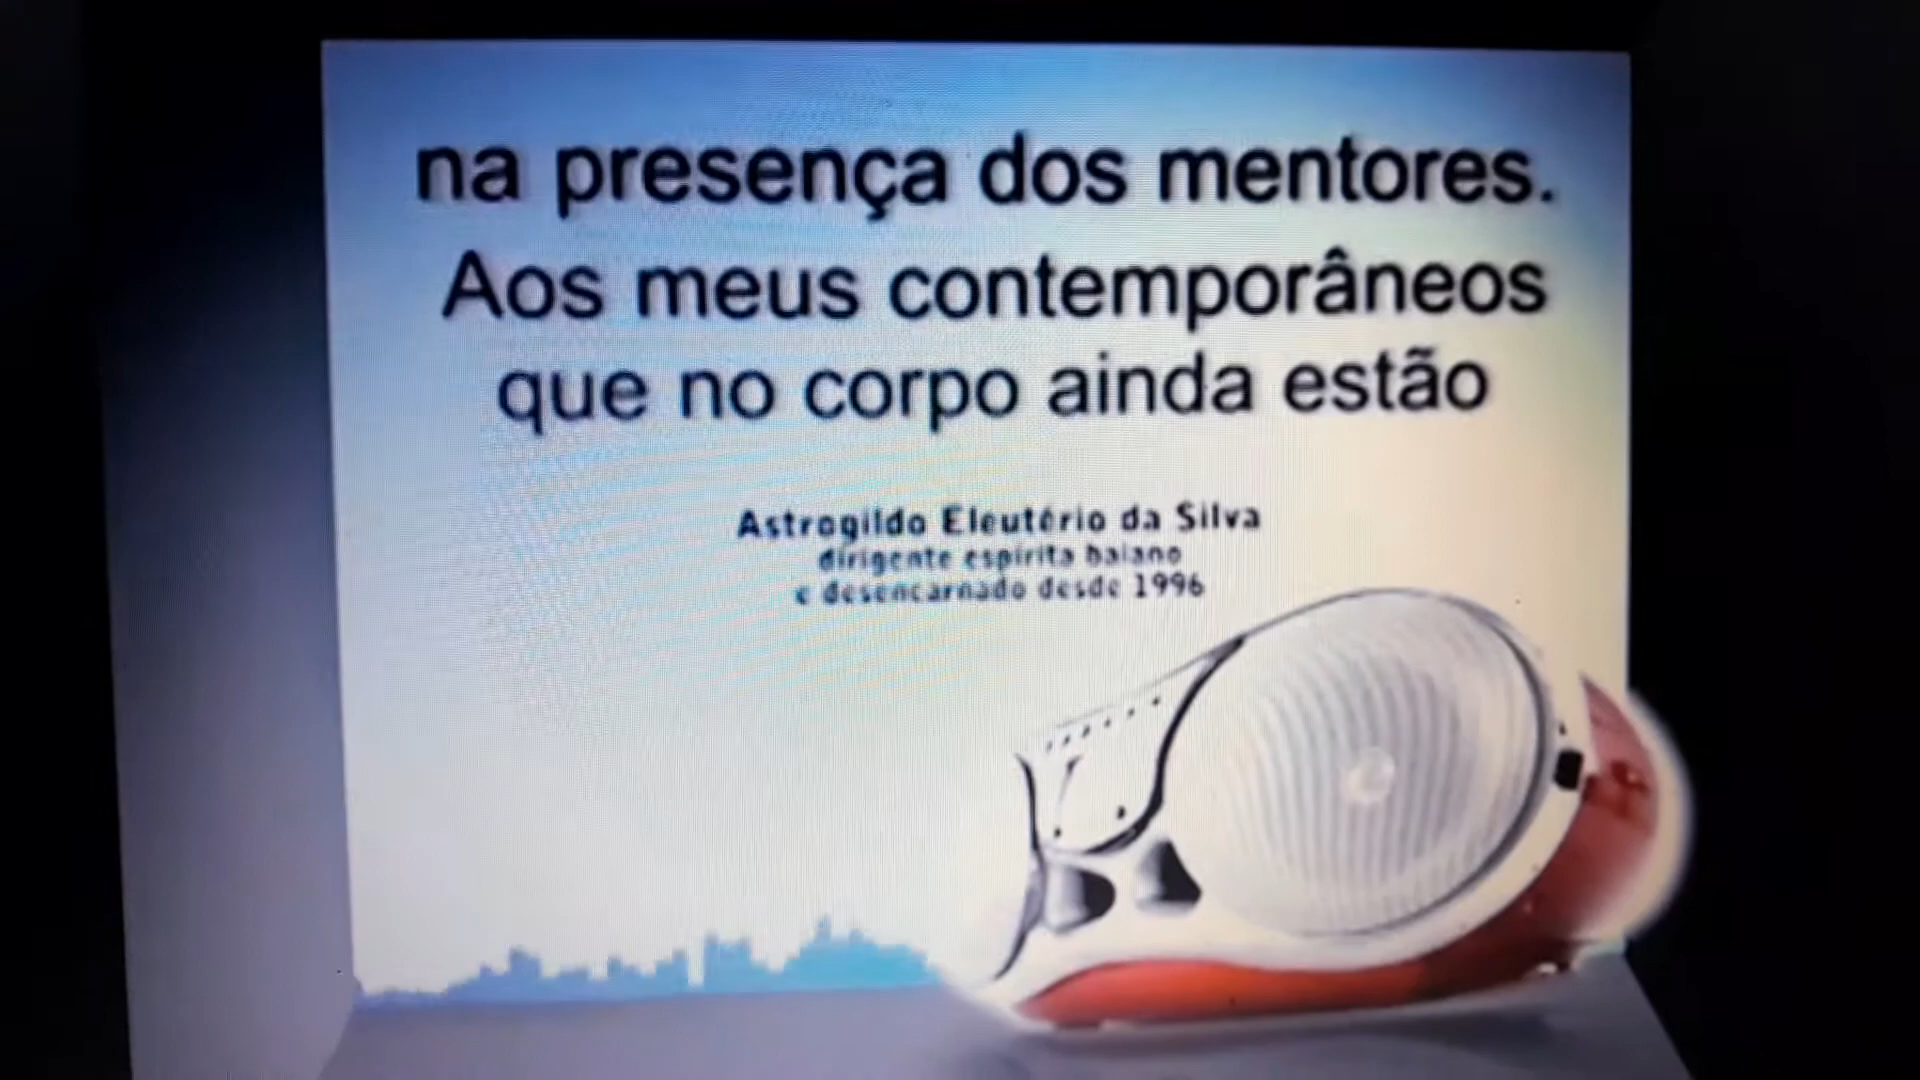 na presença dos mentores.
Aos meus contemporâneos
que no corpo ainda estão
Astrogildo Eleutério da Silva
dirigente espírita baiano
e desencarnado desde 1996